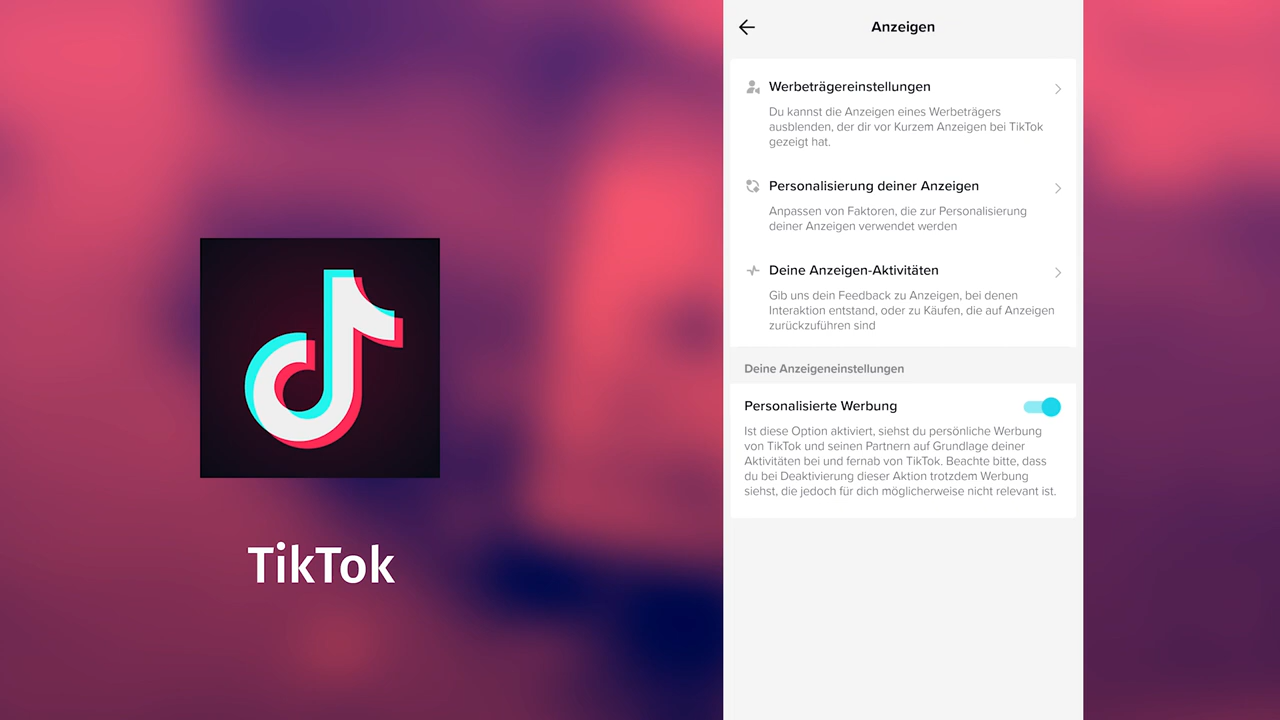 TikTok
Anzeigen
Werbeträgereinstellungen
Du kannst die Anzeigen eines Werbeträgers
ausblenden, der dir vor Kurzem Anzeigen bei TikTok
gezeigt hat.
Personalisierung deiner Anzeigen
Anpassen von Faktoren, die zur Personalisierung
deiner Anzeigen verwendet werden
Deine Anzeigen-Aktivitäten
Gib uns dein Feedback zu Anzeigen, bei denen
Interaktion entstand, oder zu Käufen, die auf Anzeigen
zurückzuführen sind
Deine Anzeigeneinstellungen
Personalisierte Werbung
Ist diese Option aktiviert, siehst du persönliche Werbung
von TikTok und seinen Partnern auf Grundlage deiner
Aktivitäten bei und fernab von TikTok. Beachte bitte, dass
du bei Deaktivierung dieser Aktion trotzdem Werbung
siehst, die jedoch für dich möglicherweise nicht relevant ist.